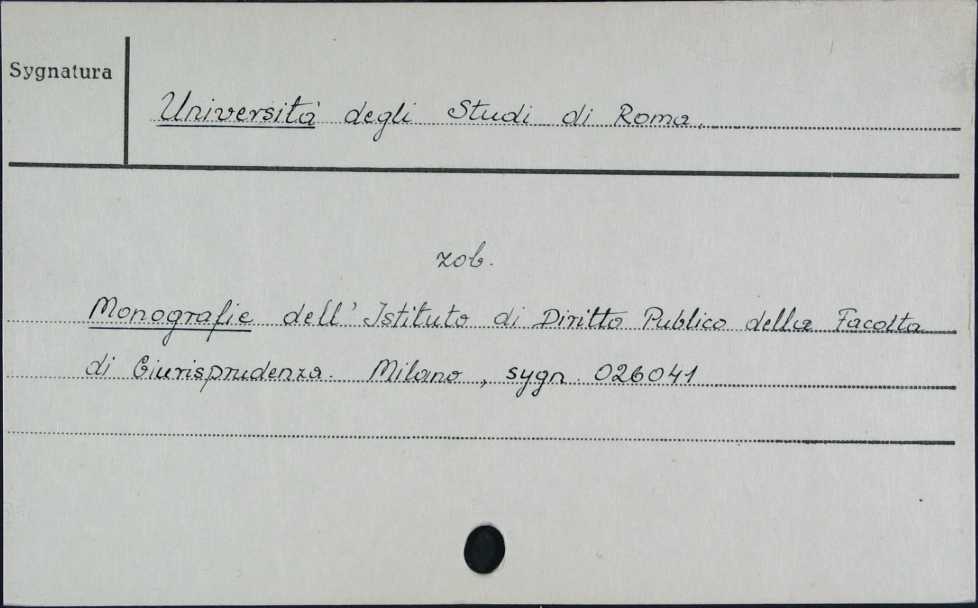 Sygnatura
Università degli Studi di Roma.
zob.
Monografie dell' Istituto di Diritto Publico della Facolta
di Giurisprudenza. Milano, sygn. 026041